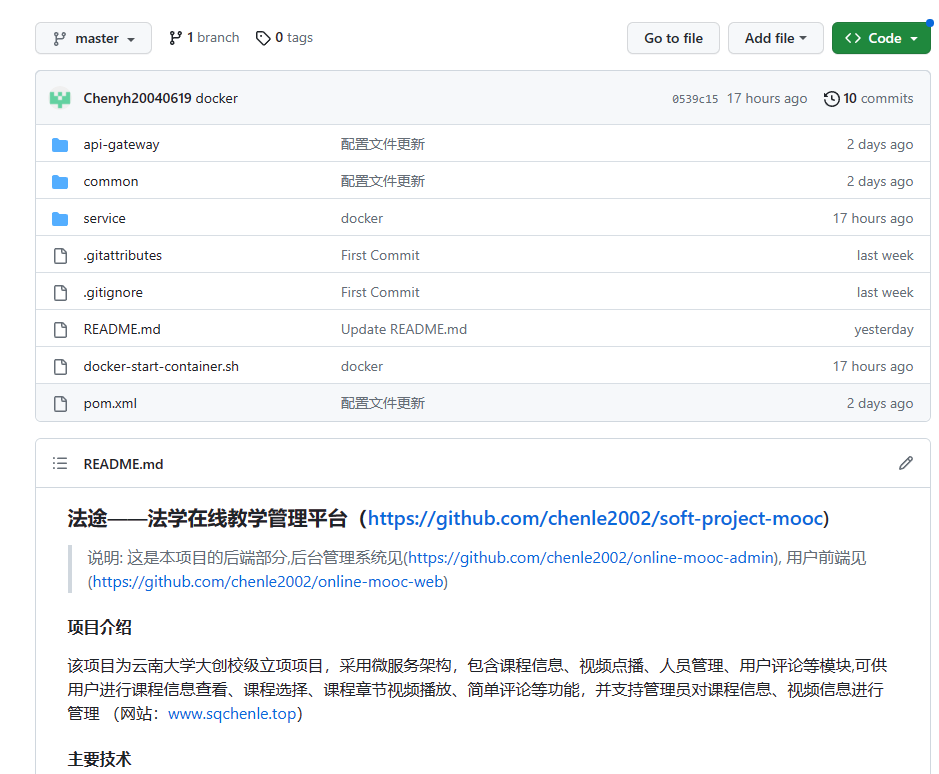 master 1 branch 0 tags Go to file Add file Code
Chenyh20040619 docker 0539c15 17 hours ago 10 commits
api-gateway 配置文件更新 2 days ago
common 配置文件更新 2 days ago
service docker 17 hours ago
.gitattributes First Commit last week
.gitignore First Commit last week
README.md Update README.md yesterday
docker-start-container.sh docker 17 hours ago
pom.xml 配置文件更新 2 days ago
README.md
法途——法学在线教学管理平台（https://github.com/chenle2002/soft-project-mooc)
说明: 这是本项目的后端部分,后台管理系统见(https://github.com/chenle2002/online-mooc-admin), 用户前端见
(https://github.com/chenle2002/online-mooc-web)
项目介绍
该项目为云南大学大创校级立项项目，采用微服务架构，包含课程信息、视频点播、人员管理、用户评论等模块,可供
用户进行课程信息查看、课程选择、课程章节视频播放、简单评论等功能，并支持管理员对课程信息、视频信息进行
管理 （网站：www.sqchenle.top）
主要技术